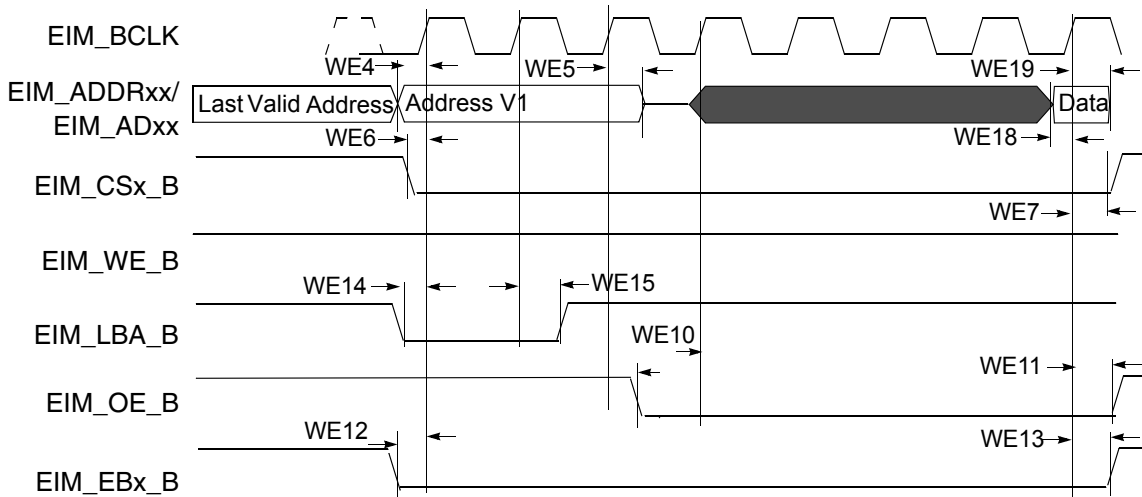 EIM_BCLK
WE4
WE5
WE19
EIM_ADDRxx/
EIM_ADxx
Last Valid Address
Address V1
Data
WE6
WE18
EIM_CSx_B
WE7
EIM_WE_B
WE14
WE15
EIM_LBA_B
WE10
WE11
EIM_OE_B
WE12
WE13
EIM_EBx_B